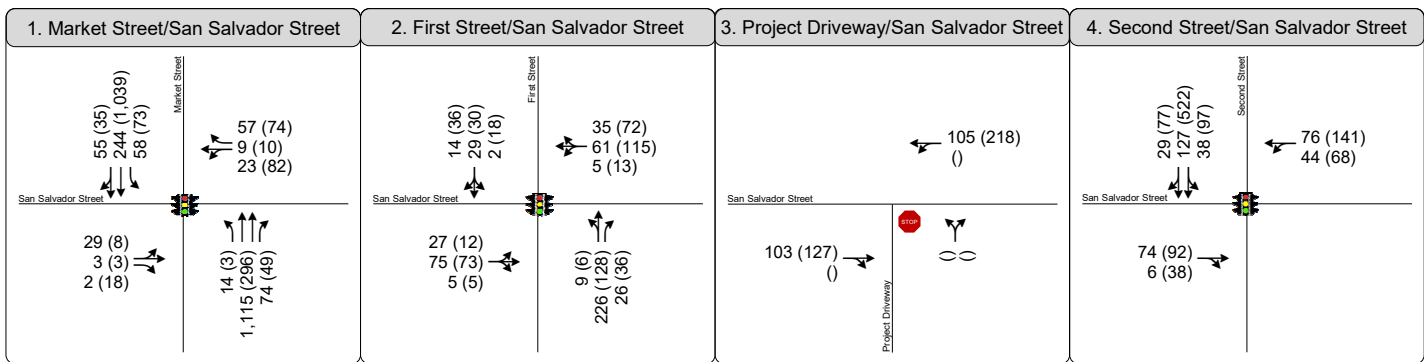 1. Market Street/San Salvador Street
Market Street
55 (35)
244 (1,039)
58 (73)
57 (74)
9 (10)
23 (82)
San Salvador Street
29 (8)
3 (3)
2 (18)
14 (3)
1,115 (296)
74 (49)
2. First Street/San Salvador Street
First Street
14 (36)
29 (30)
2 (18)
35 (72)
61 (115)
5 (13)
San Salvador Street
27 (12)
75 (73)
5 (5)
9 (6)
226 (128)
26 (36)
3. Project Driveway/San Salvador Street
105 (218)
()
San Salvador Street
STOP
103 (127)
()
()
()
Project Driveway
4. Second Street/San Salvador Street
Second Street
29 (77)
127 (522)
38 (97)
76 (141)
44 (68)
San Salvador Street
74 (92)
6 (38)